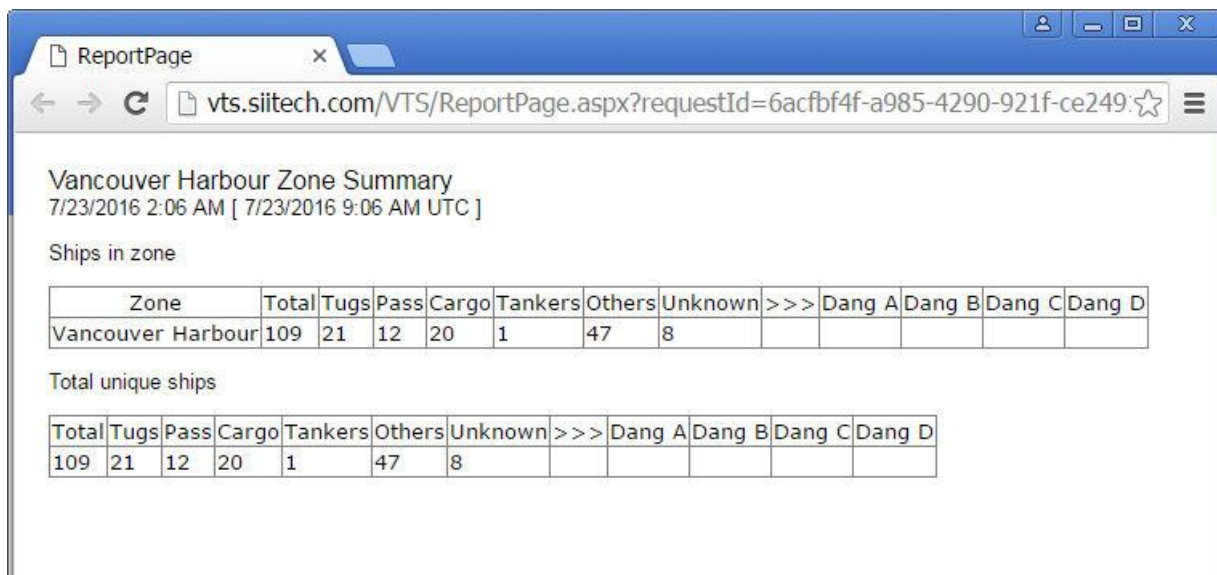 ReportPage
vts.siitech.com/VTS/ReportPage.aspx?requestId=6acfbf4f-a985-4290-921f-ce249
Vancouver Harbour Zone Summary
7/23/2016 2:06 AM [ 7/23/2016 9:06 AM UTC ]
Ships in zone
Zone Total Tugs Pass Cargo Tankers Others Unknown >>> Dang A Dang B Dang C Dang D
Vancouver Harbour 109 21 12 20 1 47 8
Total unique ships
Total Tugs Pass Cargo Tankers Others Unknown >>> Dang A Dang B Dang C Dang D
109 21 12 20 1 47 8